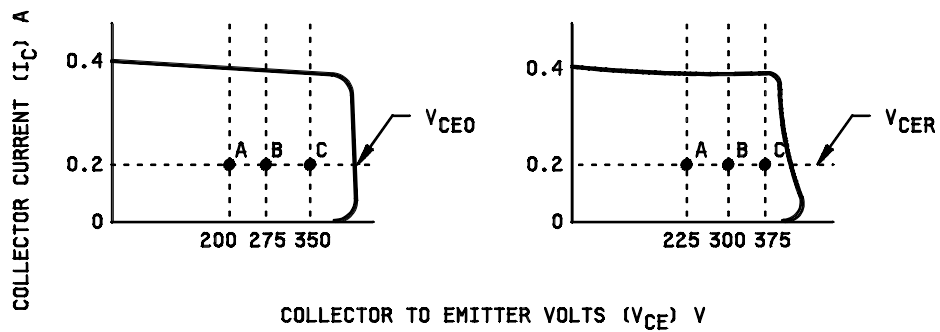 COLLECTOR CURRENT (IC) A
0.4
0.2
0
A B C
200 275 350
VCEO
0.4
0.2
0
A B C
225 300 375
VCER
COLLECTOR TO EMITTER VOLTS (VCE) V